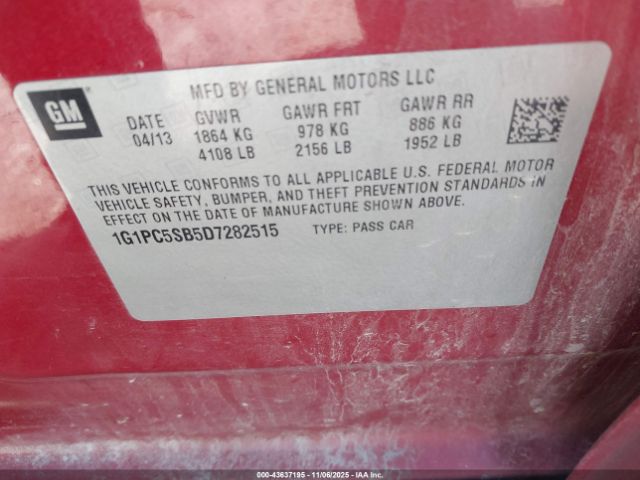 MFD BY GENERAL MOTORS LLC
GM
DATE GVWR GAWR FRT GAWR RR
04/13 1864 KG 978 KG 886 KG
4108 LB 2156 LB 1952 LB
THIS VEHICLE CONFORMS TO ALL APPLICABLE U.S. FEDERAL MOTOR
VEHICLE SAFETY, BUMPER, AND THEFT PREVENTION STANDARDS IN
EFFECT ON THE DATE OF MANUFACTURE SHOWN ABOVE.
1G1PC5SB5D7282515 TYPE: PASS CAR
000-43637195 - 11/06/2025 - IAA Inc.